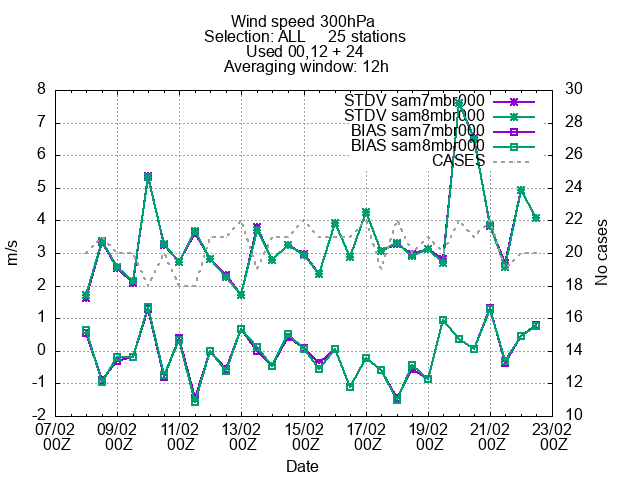 Wind speed 300hPa
Selection: ALL 25 stations
Used 00,12 + 24
Averaging window: 12h
STDV sam7mbr000
STDV sam8mbr000
BIAS sam7mbr000
BIAS sam8mbr000
CASES
m/s
8
7
6
5
4
3
2
1
0
-1
-2
No cases
30
28
26
24
22
20
18
16
14
12
10
07/02 09/02 11/02 13/02 15/02 17/02 19/02 21/02 23/02
00Z 00Z 00Z 00Z 00Z 00Z 00Z 00Z 00Z
Date